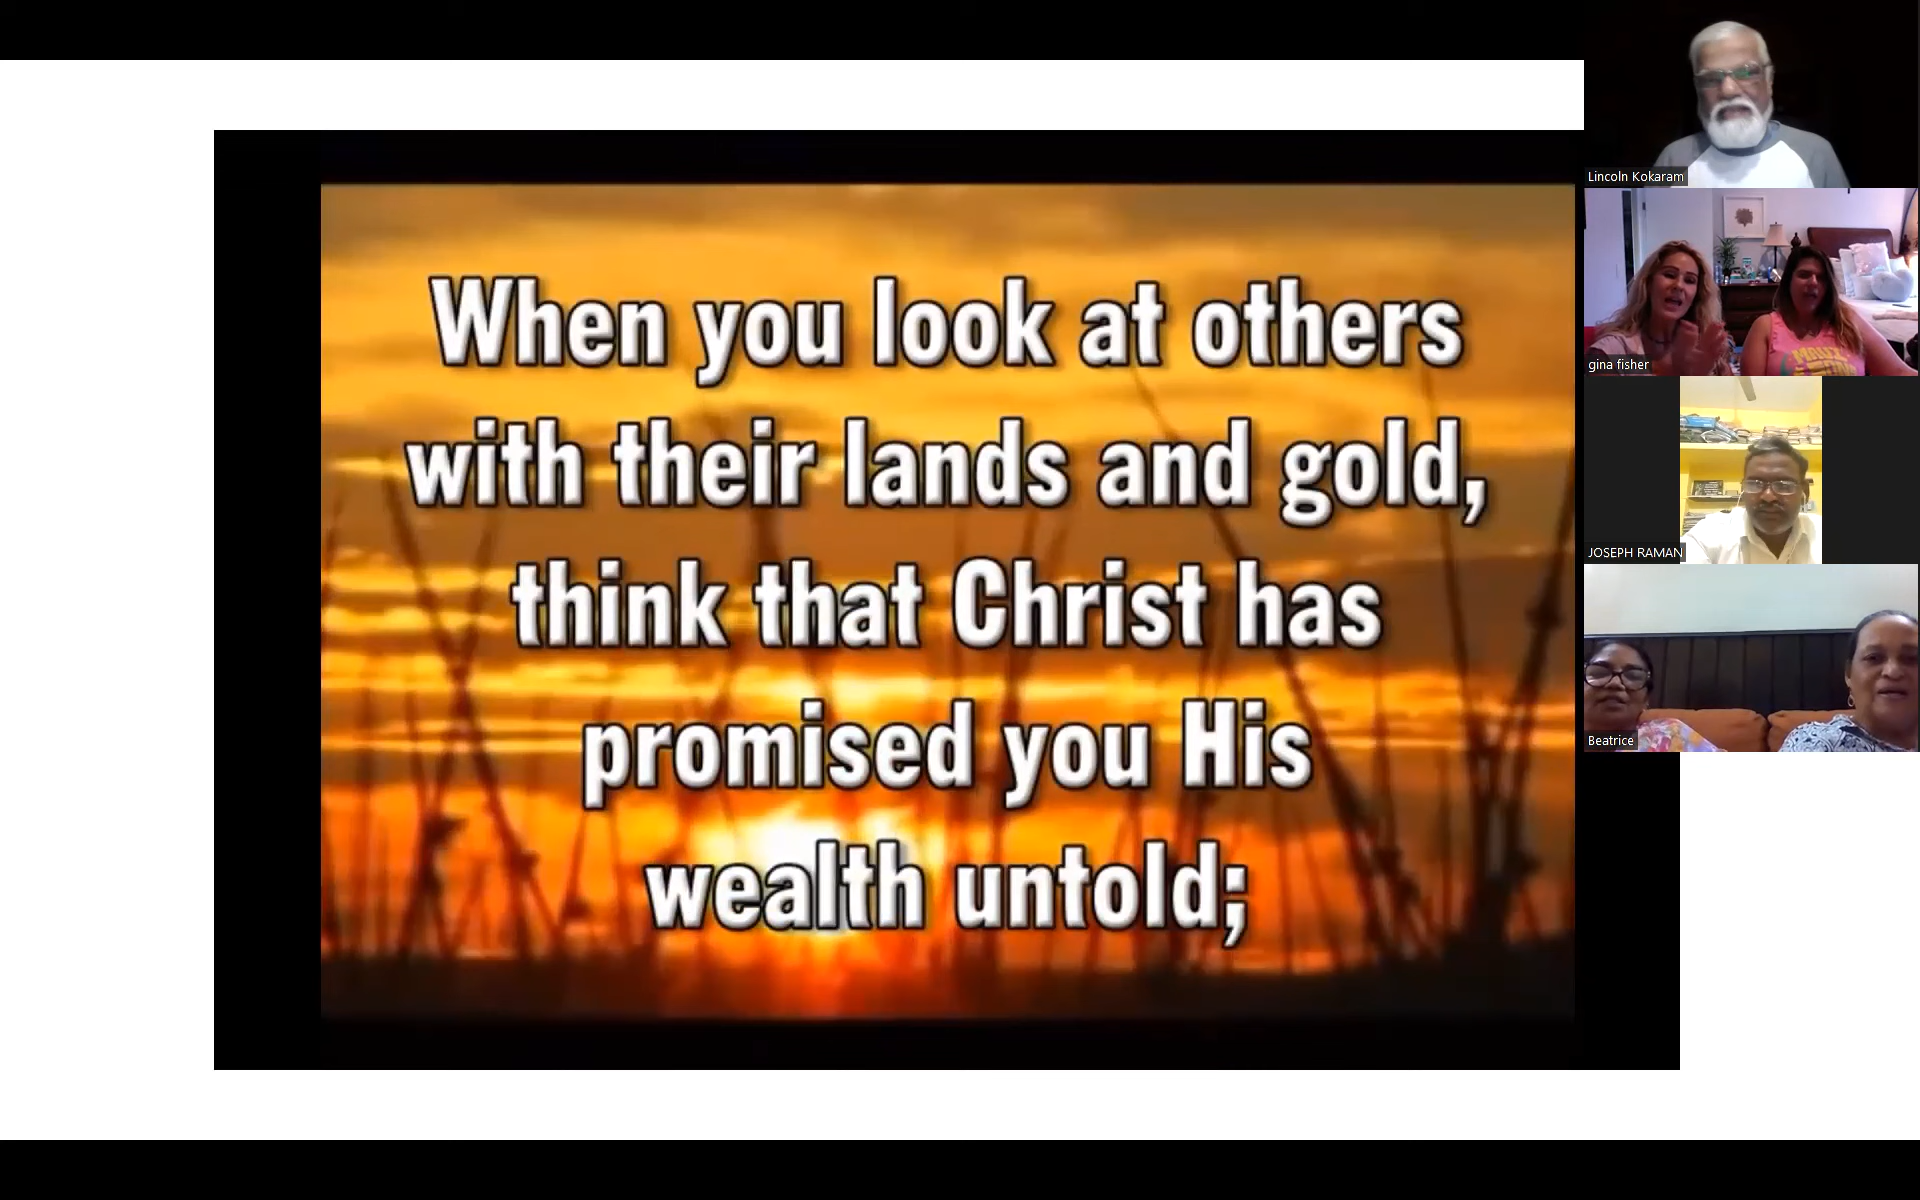 When you look at others
with their lands and gold,
think that Christ has
promised you His
wealth untold;
Lincoln Kokaram
gina fisher
JOSEPH RAMAN
Beatrice